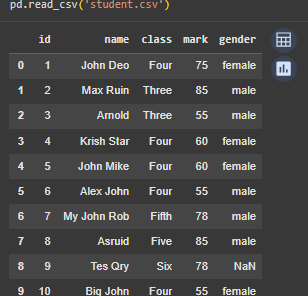 pd.read_csv('student.csv')
id name class mark gender
0 1 John Deo Four 75 female
1 2 Max Ruin Three 85 male
2 3 Arnold Three 55 male
3 4 Krish Star Four 60 female
4 5 John Mike Four 60 female
5 6 Alex John Four 55 male
6 7 My John Rob Fifth 78 male
7 8 Asruid Five 85 male
8 9 Tes Qry Six 78 NaN
9 10 Big John Four 55 female